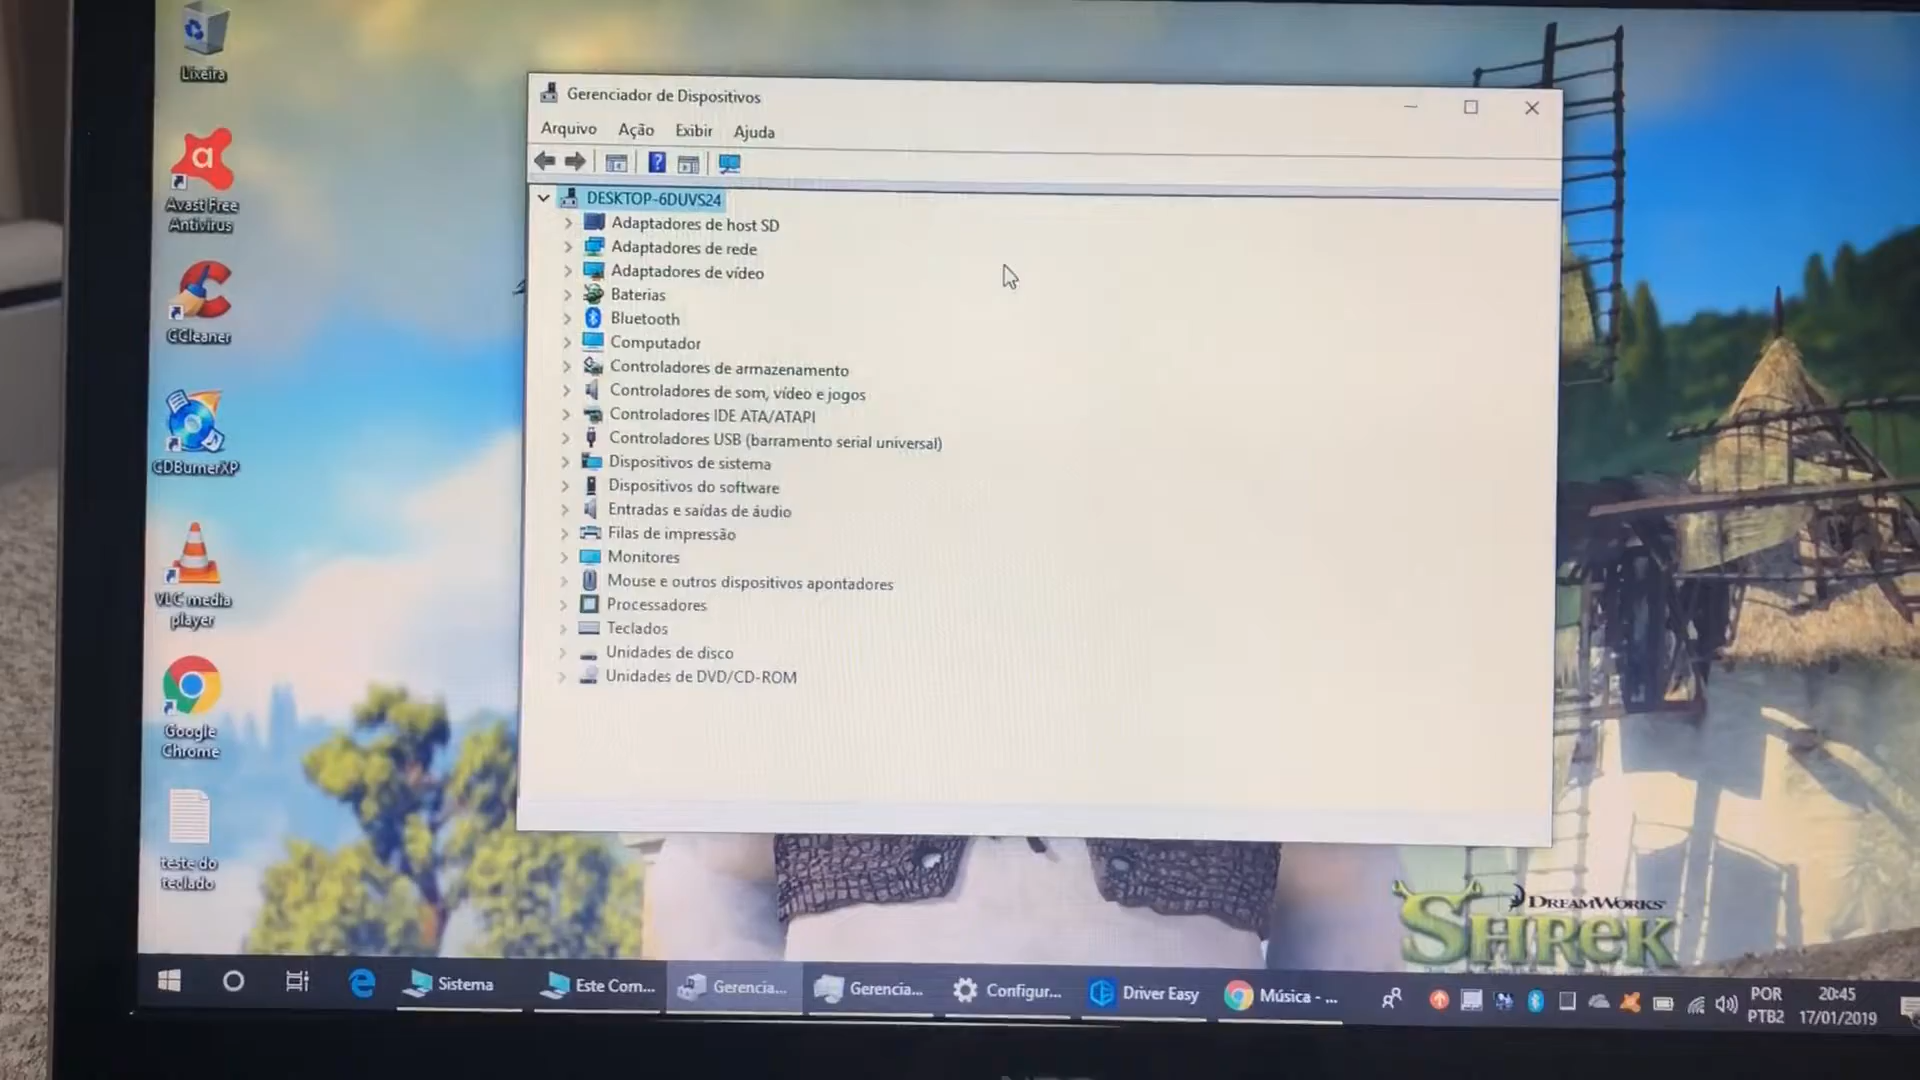 Lixeira
Avast Free
Antivirus
CCleaner
CDBurnerXP
VLC media
player
Google
Chrome
teste do
teclado
Gerenciador de Dispositivos
Arquivo Ação Exibir Ajuda
DESKTOP-6DUVS24
Adaptadores de host SD
Adaptadores de rede
Adaptadores de vídeo
Baterias
Bluetooth
Computador
Controladores de armazenamento
Controladores de som, vídeo e jogos
Controladores IDE ATA/ATAPI
Controladores USB (barramento serial universal)
Dispositivos de sistema
Dispositivos do software
Entradas e saídas de áudio
Filas de impressão
Monitores
Mouse e outros dispositivos apontadores
Processadores
Teclados
Unidades de disco
Unidades de DVD/CD-ROM
DREAMWORKS
SHREK
Sistema Este Com... Gerencia... Gerencia... Configur... Driver Easy Música - ...
POR 20:45
PTB2 17/01/2019